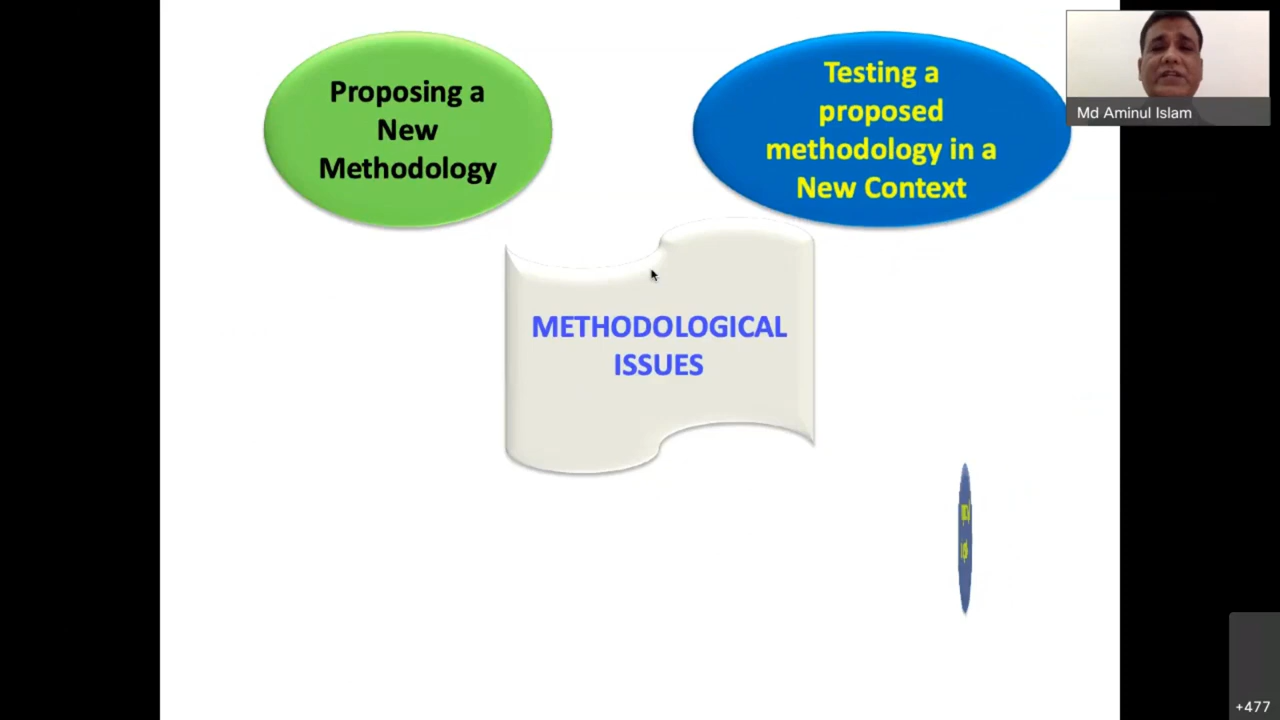 Proposing a
New
Methodology
Testing a
proposed
methodology in a
New Context
Md Aminul Islam
METHODOLOGICAL
ISSUES
+477